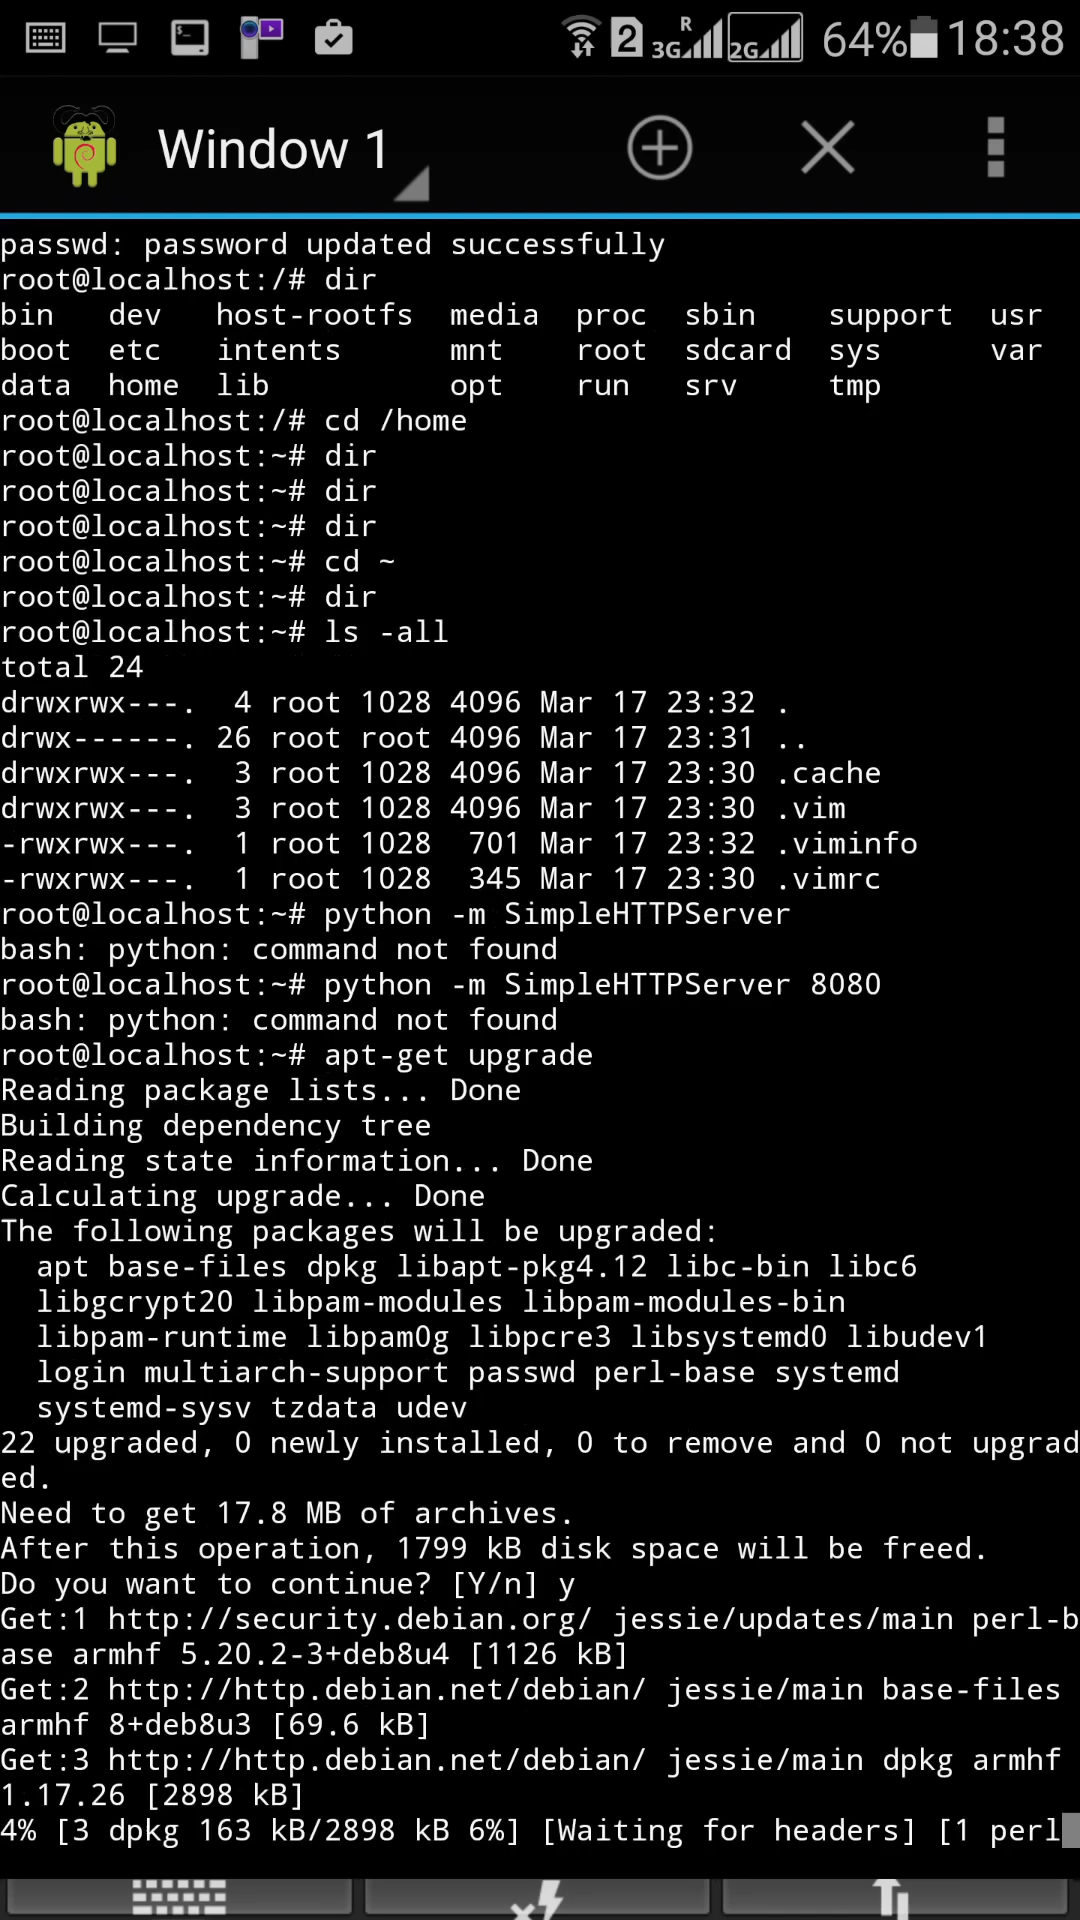 2 R 3G 2G 64% 18:38
Window 1
passwd: password updated successfully
root@localhost:/# dir
bin dev host-rootfs media proc sbin support usr
boot etc intents mnt root sdcard sys var
data home lib opt run srv tmp
root@localhost:/# cd /home
root@localhost:~# dir
root@localhost:~# dir
root@localhost:~# dir
root@localhost:~# cd ~
root@localhost:~# dir
root@localhost:~# ls -all
total 24
drwxrwx---. 4 root 1028 4096 Mar 17 23:32 .
drwx------. 26 root root 4096 Mar 17 23:31 ..
drwxrwx---. 3 root 1028 4096 Mar 17 23:30 .cache
drwxrwx---. 3 root 1028 4096 Mar 17 23:30 .vim
-rwxrwx---. 1 root 1028 701 Mar 17 23:32 .viminfo
-rwxrwx---. 1 root 1028 345 Mar 17 23:30 .vimrc
root@localhost:~# python -m SimpleHTTPServer
bash: python: command not found
root@localhost:~# python -m SimpleHTTPServer 8080
bash: python: command not found
root@localhost:~# apt-get upgrade
Reading package lists... Done
Building dependency tree
Reading state information... Done
Calculating upgrade... Done
The following packages will be upgraded:
apt base-files dpkg libapt-pkg4.12 libc-bin libc6
libgcrypt20 libpam-modules libpam-modules-bin
libpam-runtime libpam0g libpcre3 libsystemd0 libudev1
login multiarch-support passwd perl-base systemd
systemd-sysv tzdata udev
22 upgraded, 0 newly installed, 0 to remove and 0 not upgrad
ed.
Need to get 17.8 MB of archives.
After this operation, 1799 kB disk space will be freed.
Do you want to continue? [Y/n] y
Get:1 http://security.debian.org/ jessie/updates/main perl-b
ase armhf 5.20.2-3+deb8u4 [1126 kB]
Get:2 http://http.debian.net/debian/ jessie/main base-files
armhf 8+deb8u3 [69.6 kB]
Get:3 http://http.debian.net/debian/ jessie/main dpkg armhf
1.17.26 [2898 kB]
4% [3 dpkg 163 kB/2898 kB 6%] [Waiting for headers] [1 perl